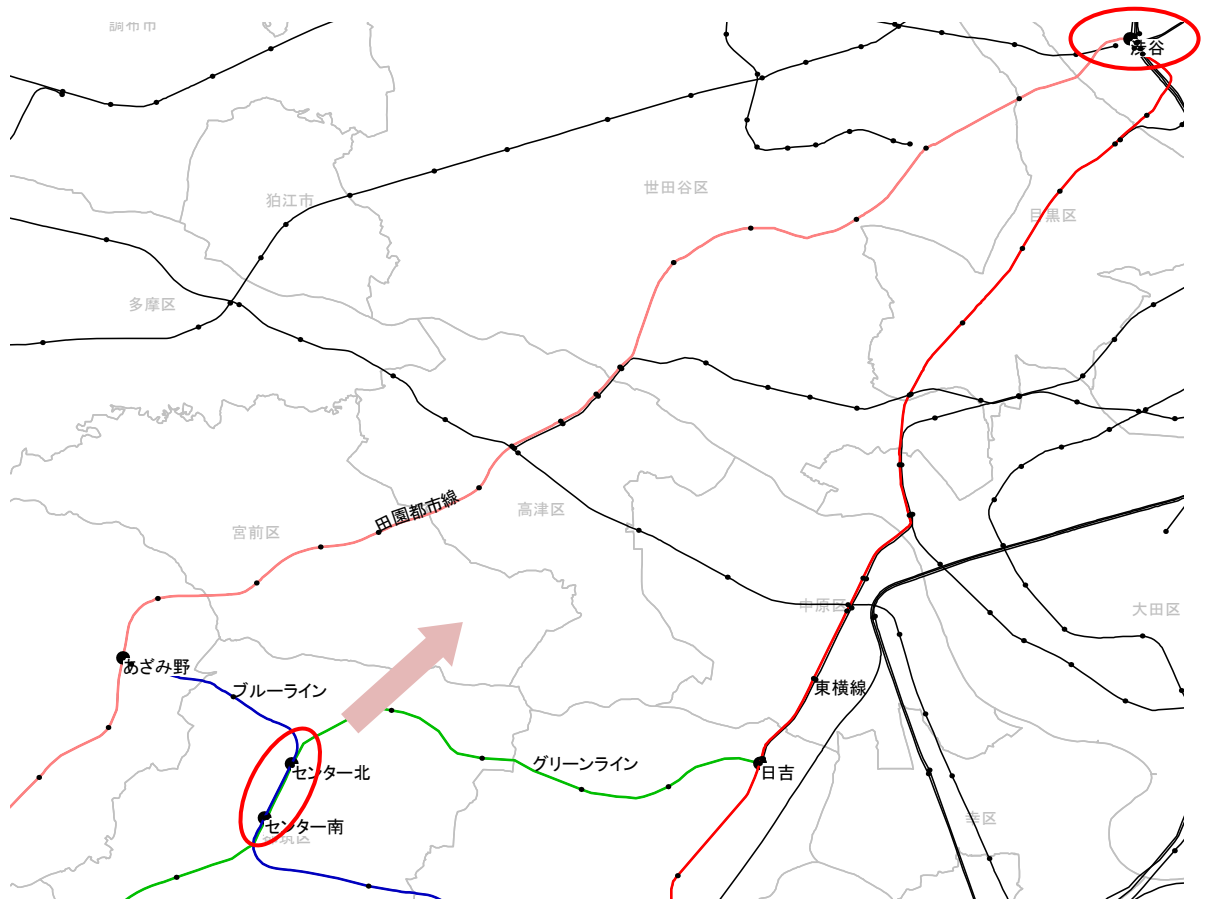 調布市
渋谷
世田谷区
狛江市
目黒区
多摩区
田園都市線
高津区
宮前区
中原区
大田区
あざみ野
ブルーライン
東横線
グリーンライン
センター北
日吉
センター南
都筑区
幸区